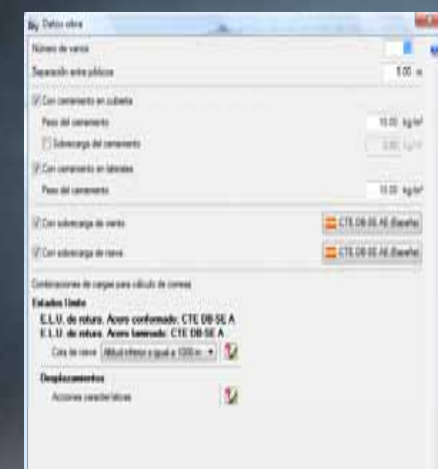 Datos obra
Número de vanos
Separación entre pórticos 5.00 m
Con cerramiento en cubierta
Peso del cerramiento 10.00 kg/m²
Sobrecarga del cerramiento kg/m²
Con cerramiento en laterales
Peso del cerramiento 10.00 kg/m²
Con sobrecarga de viento CTE DB-SE AE (España)
Con sobrecarga de nieve CTE DB-SE AE (España)
Combinaciones de cargas para cálculo de correas
Estados límite
E.L.U. de rotura. Acero conformado: CTE DB-SE A
E.L.U. de rotura. Acero laminado: CTE DB-SE A
Cota de nieve Altitud inferior o igual a 1000 m
Desplazamientos
Acciones características